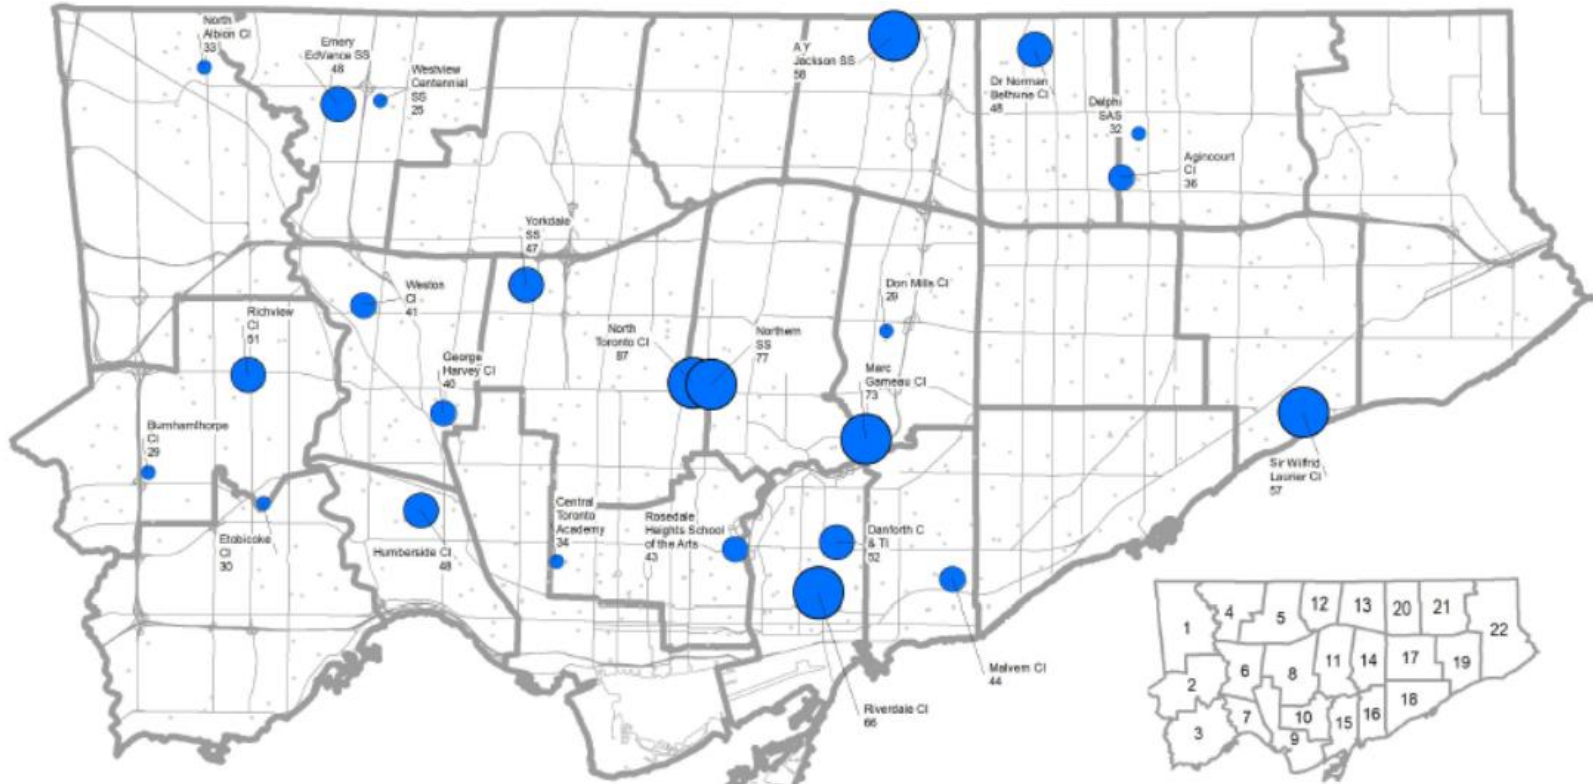 North
Albion CI
33
Emery
EdVance SS
48
Westview
Centennial
SS
25
A Y
Jackson SS
58
Dr Norman
Bethune CI
48
Delphi
SAS
32
Agincourt
CI
36
Yorkdale
SS
47
Weston
CI
41
Richview
CI
51
George
Harvey CI
40
North
Toronto CI
87
Northern
SS
77
Don Mills CI
29
Marc
Garneau CI
73
Burnhamthorpe
CI
29
Sir Wilfrid
Laurier CI
57
Etobicoke
CI
30
Humberside CI
48
Central
Toronto
Academy
34
Rosedale
Heights School
of the Arts
43
Danforth C
& TI
52
Malvern CI
44
Riverdale CI
66
1
4
5
12
13
20
21
22
2
6
8
11
14
17
19
3
7
10
9
15
16
18